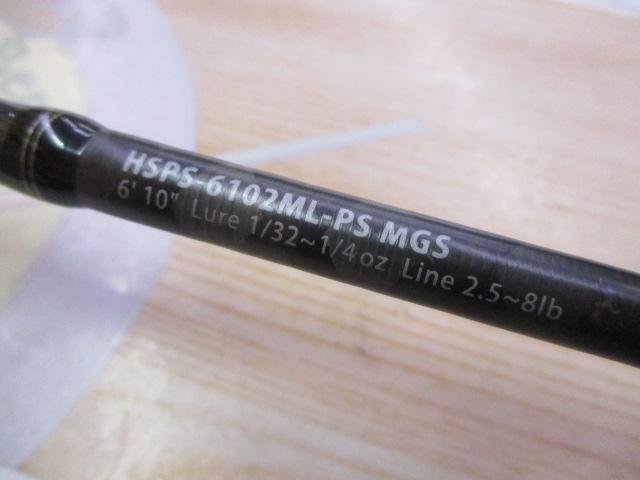 HSPS-6102ML-PS MGS
6' 10" Lure 1/32~1/4oz Line 2.5~8lb